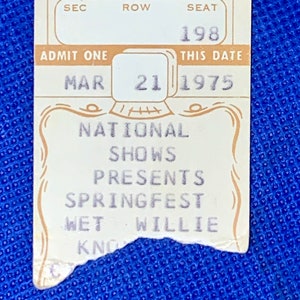 SEC ROW SEAT
198
ADMIT ONE THIS DATE
MAR 21 1975
NATIONAL
SHOWS
PRESENTS
SPRINGFEST
WET WILLIE